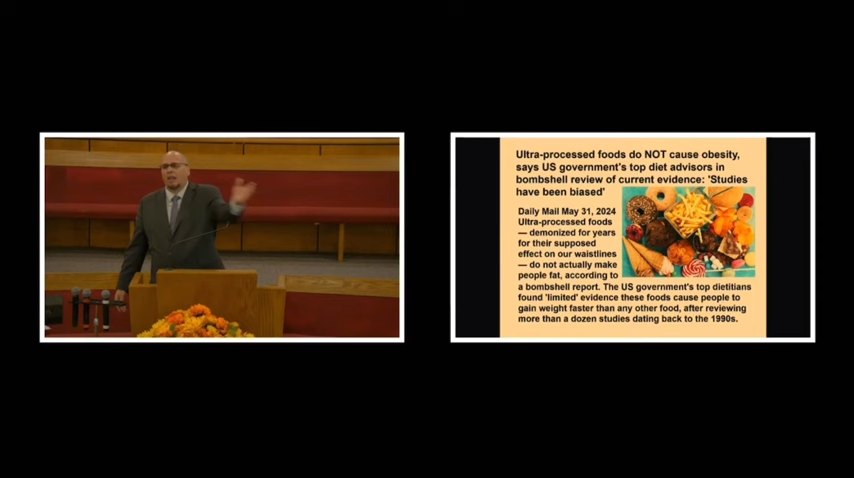 Ultra-processed foods do NOT cause obesity,
says US government's top diet advisors in
bombshell review of current evidence: 'Studies
have been biased'
Daily Mail May 31, 2024
Ultra-processed foods
— demonized for years
for their supposed
effect on our waistlines
— do not actually make
people fat, according to
a bombshell report. The US government's top dietitians
found 'limited' evidence these foods cause people to
gain weight faster than any other food, after reviewing
more than a dozen studies dating back to the 1990s.